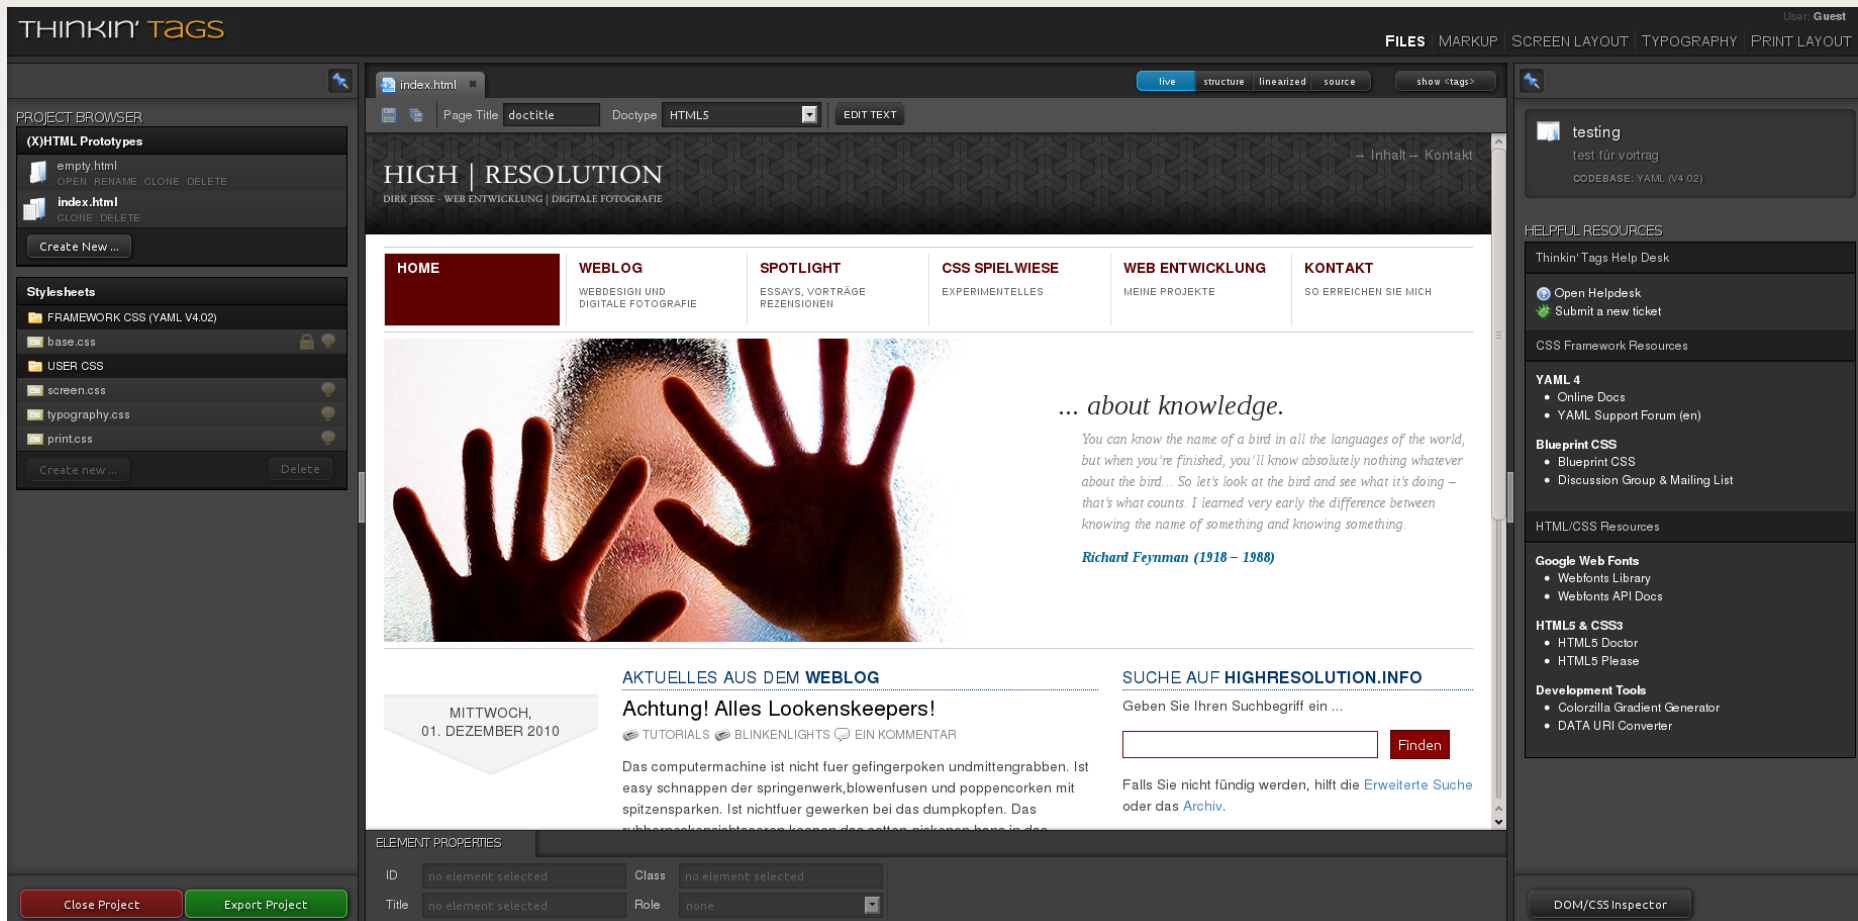 THINKIN' TAGS
User: Guest
FILES MARKUP SCREEN LAYOUT TYPOGRAPHY PRINT LAYOUT
PROJECT BROWSER
(X)HTML Prototypes
empty.html
OPEN RENAME CLONE DELETE
index.html
CLONE DELETE
Create New ...
Stylesheets
FRAMEWORK CSS (YAML V4.02)
base.css
USER CSS
screen.css
typography.css
print.css
Create new ... Delete
Close Project Export Project
index.html
live structure linearized source show <tags>
Page Title doctitle Doctype HTML5 EDIT TEXT
→ Inhalt → Kontakt
HIGH | RESOLUTION
DIRK JESSE - WEB ENTWICKLUNG | DIGITALE FOTOGRAFIE
HOME
WEBLOG
WEBDESIGN UND
DIGITALE FOTOGRAFIE
SPOTLIGHT
ESSAYS, VORTRÄGE
REZENSIONEN
CSS SPIELWIESE
EXPERIMENTELLES
WEB ENTWICKLUNG
MEINE PROJEKTE
KONTAKT
SO ERREICHEN SIE MICH
... about knowledge.
You can know the name of a bird in all the languages of the world,
but when you're finished, you'll know absolutely nothing whatever
about the bird... So let's look at the bird and see what it's doing –
that's what counts. I learned very early the difference between
knowing the name of something and knowing something.
Richard Feynman (1918 – 1988)
MITTWOCH,
01. DEZEMBER 2010
AKTUELLES AUS DEM WEBLOG
Achtung! Alles Lookenskeepers!
TUTORIALS BLINKENLIGHTS EIN KOMMENTAR
Das computermachine ist nicht fuer gefingerpoken undmittengrabben. Ist
easy schnappen der springenwerk,blowenfusen und poppencorken mit
spitzensparken. Ist nichtfuer gewerken bei das dumpkopfen. Das
SUCHE AUF HIGHRESOLUTION.INFO
Geben Sie Ihren Suchbegriff ein ...
Finden
Falls Sie nicht fündig werden, hilft die Erweiterte Suche
oder das Archiv.
ELEMENT PROPERTIES
ID no element selected Class no element selected
Title no element selected Role none
testing
test für vortrag
CODEBASE: YAML (V4.02)
HELPFUL RESOURCES
Thinkin' Tags Help Desk
Open Helpdesk
Submit a new ticket
CSS Framework Resources
YAML 4
• Online Docs
• YAML Support Forum (en)
Blueprint CSS
• Blueprint CSS
• Discussion Group & Mailing List
HTML/CSS Resources
Google Web Fonts
• Webfonts Library
• Webfonts API Docs
HTML5 & CSS3
• HTML5 Doctor
• HTML5 Please
Development Tools
• Colorzilla Gradient Generator
• DATA URI Converter
DOM/CSS Inspector